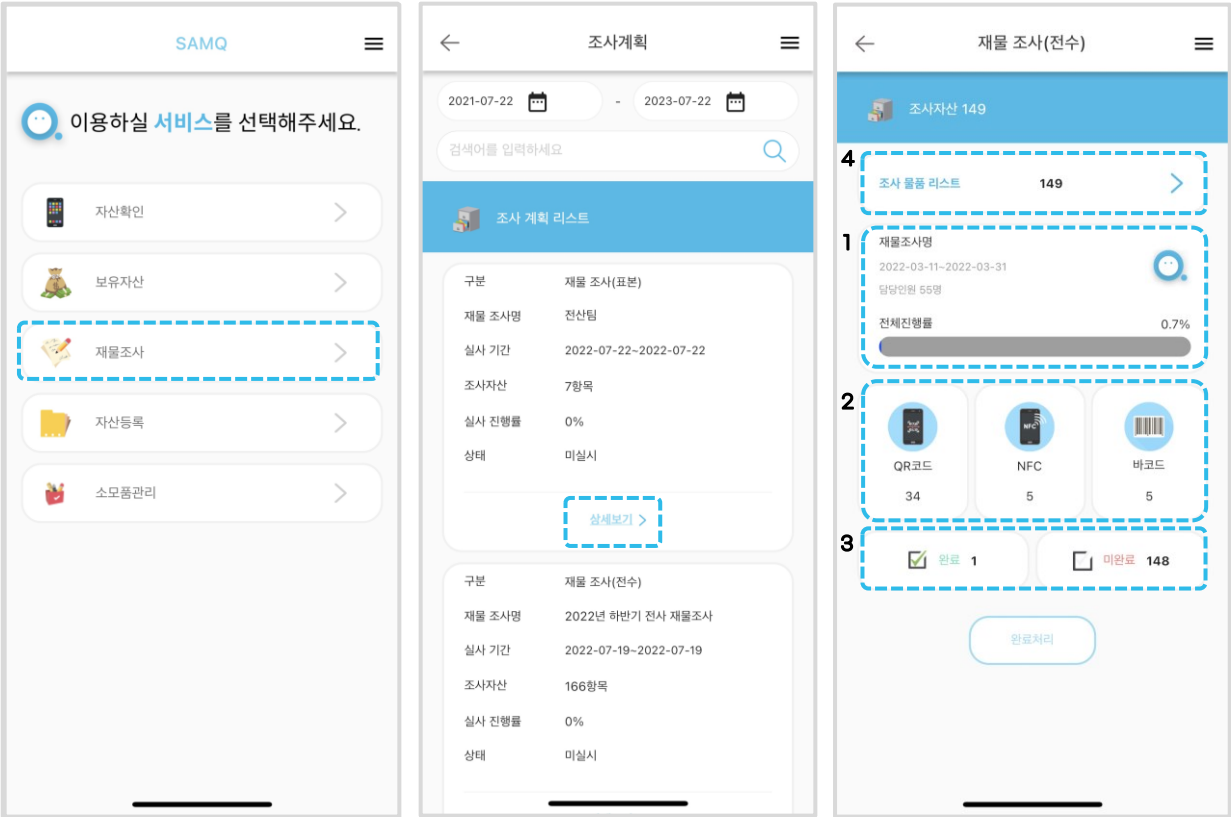 SAMQ
이용하실 서비스를 선택해주세요.
자산확인
보유자산
재물조사
자산등록
소모품관리
조사계획
2021-07-22 - 2023-07-22
검색어를 입력하세요
조사 계획 리스트
구분 재물 조사(표본)
재물 조사명 전산팀
실사 기간 2022-07-22~2022-07-22
조사자산 7항목
실사 진행률 0%
상태 미실시
상세보기
구분 재물 조사(전수)
재물 조사명 2022년 하반기 전사 재물조사
실사 기간 2022-07-19~2022-07-19
조사자산 166항목
실사 진행률 0%
상태 미실시
재물 조사(전수)
조사자산 149
4
조사 물품 리스트 149
1
재물조사명
2022-03-11~2022-03-31
담당인원 55명
전체진행률 0.7%
2
NFC
QR코드 NFC 바코드
34 5 5
3
완료 1 미완료 148
완료처리